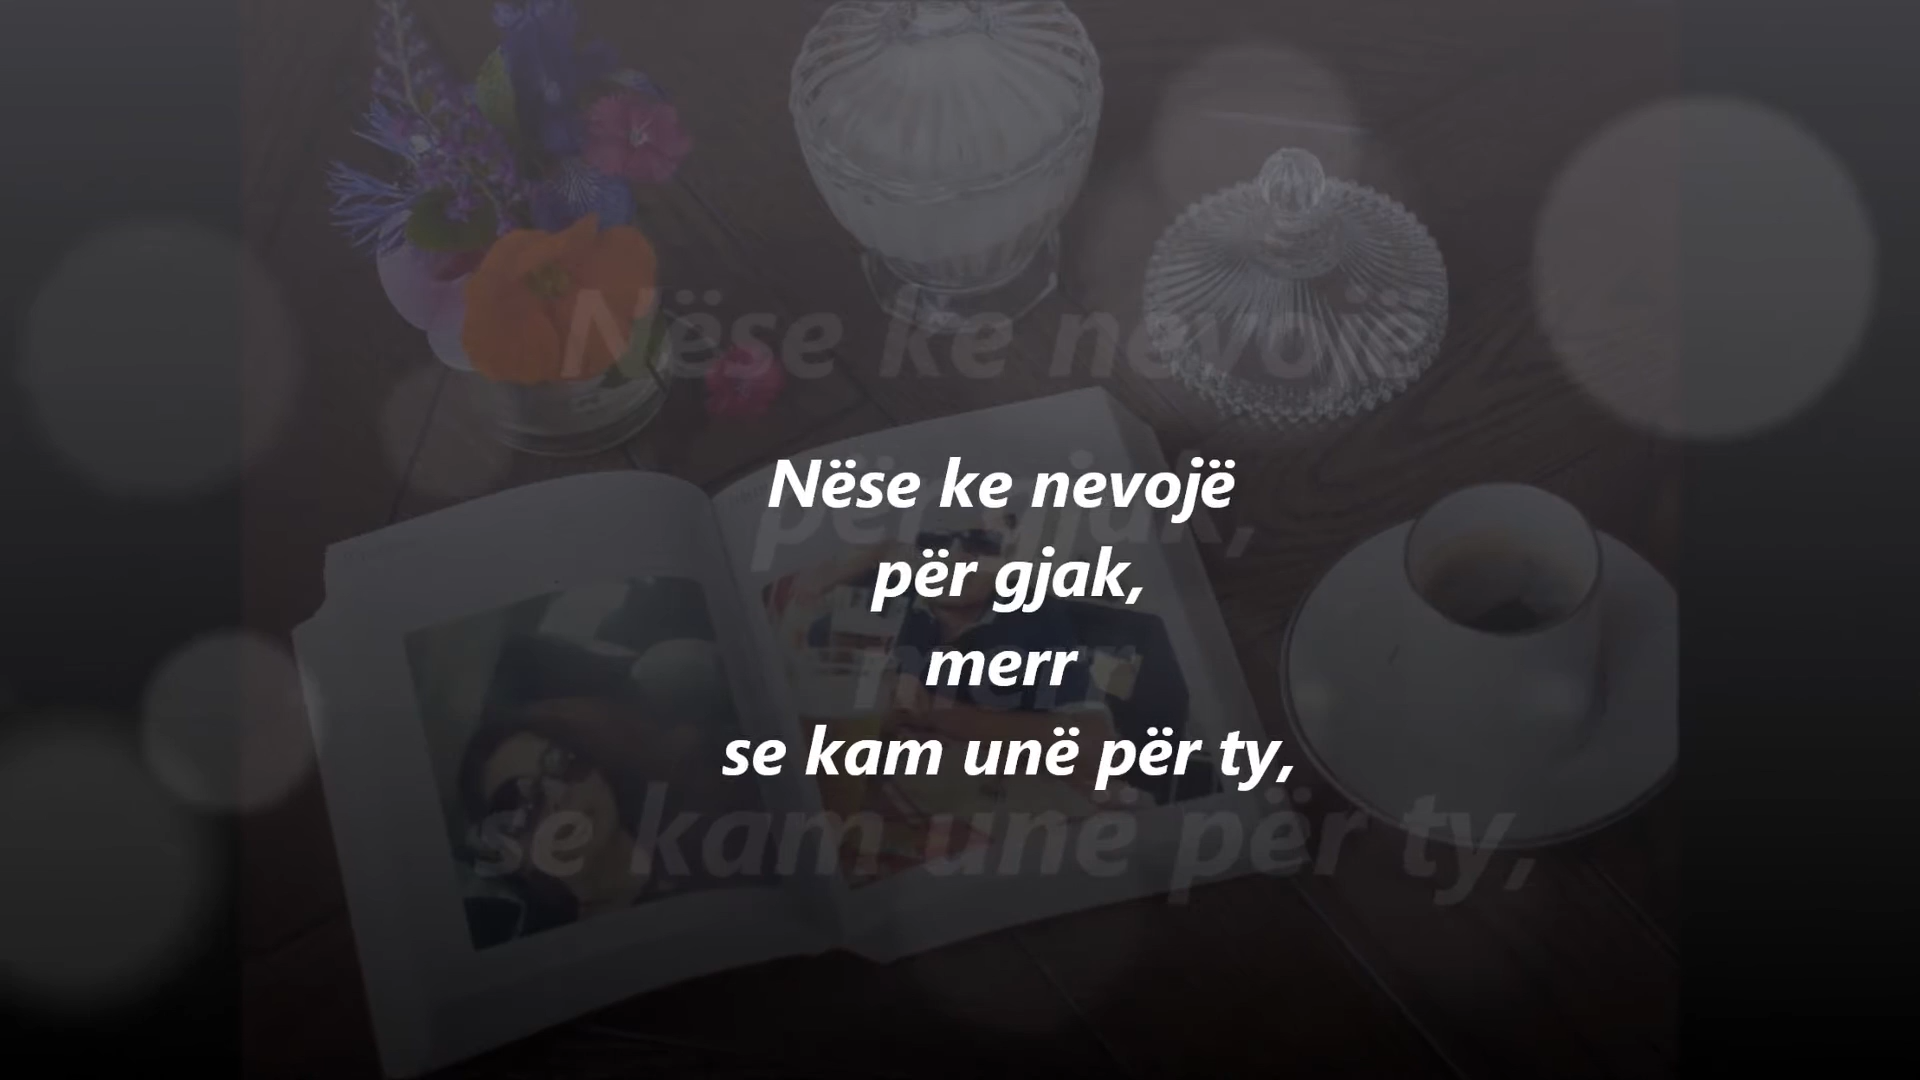 Nëse ke nevojë
për gjak,
merr
se kam unë për ty,